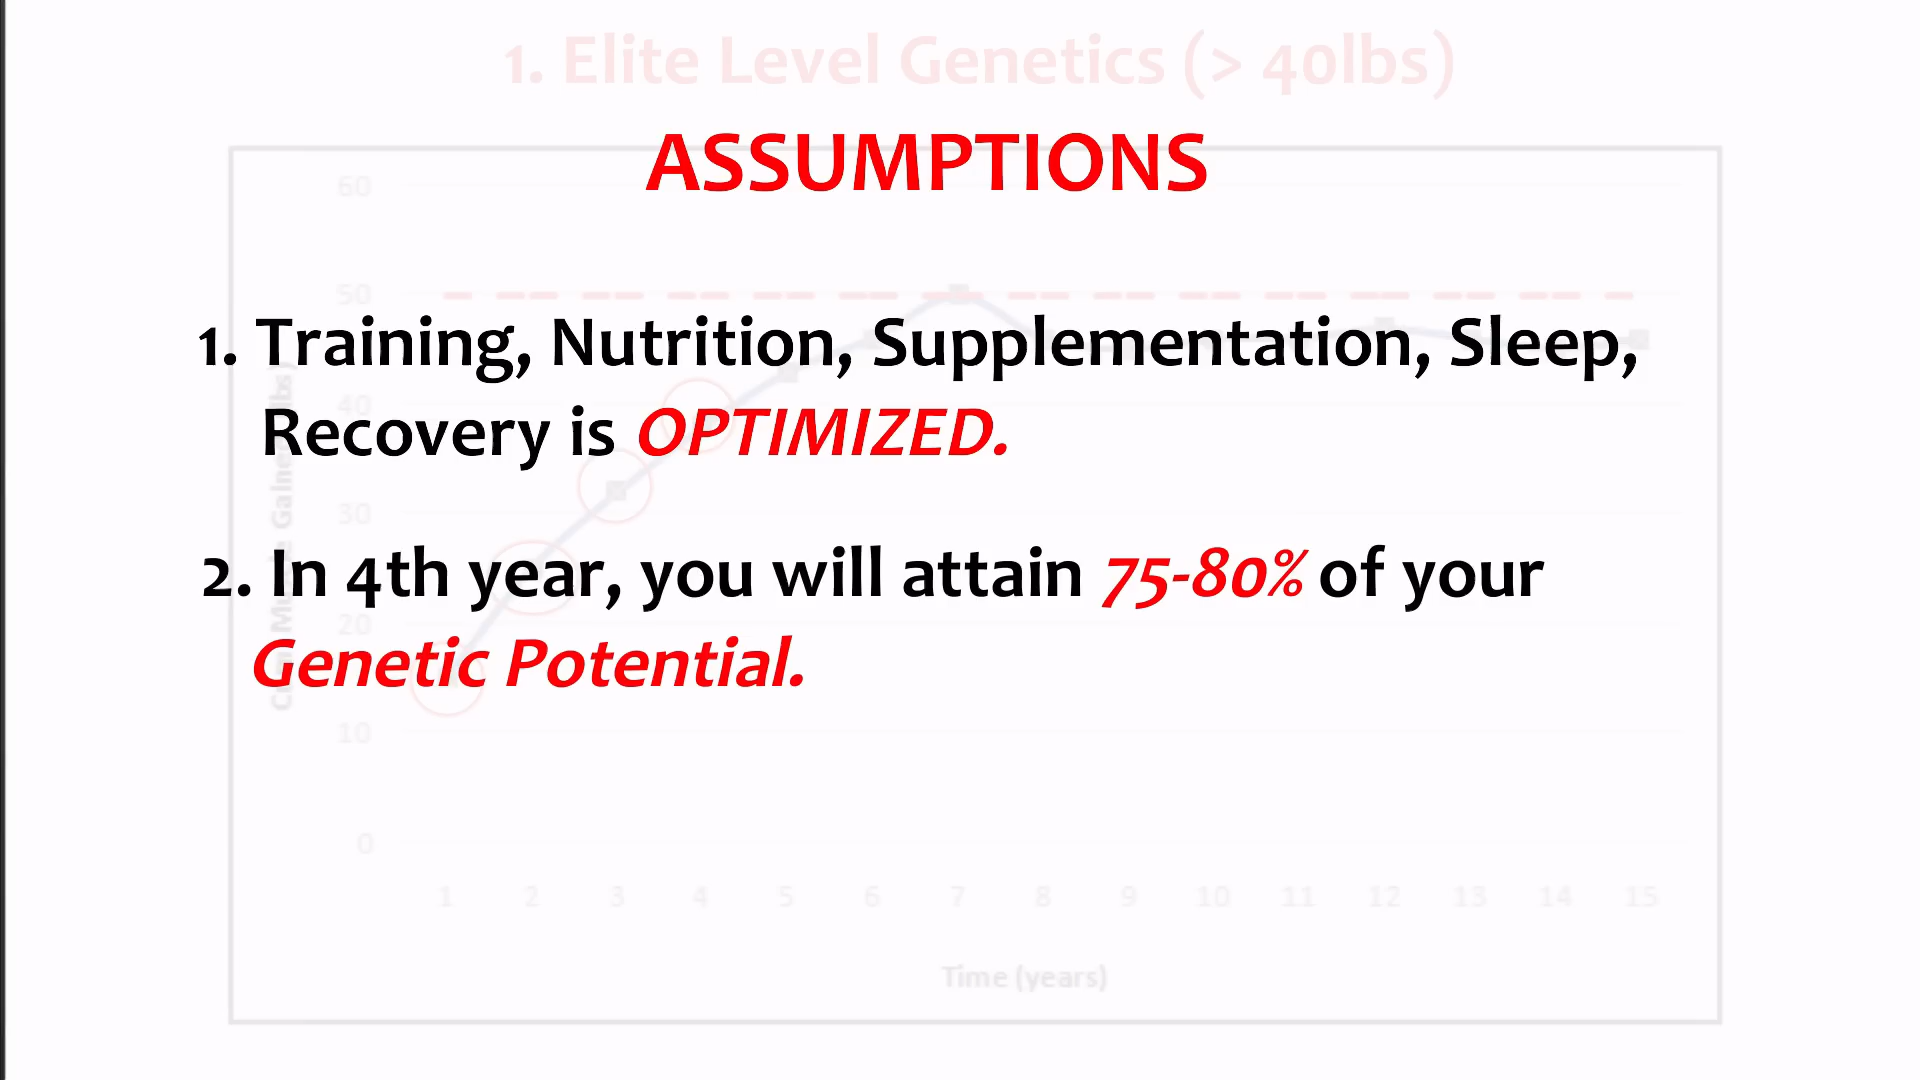 1. Elite Level Genetics (> 40lbs)
ASSUMPTIONS
1. Training, Nutrition, Supplementation, Sleep,
Recovery is OPTIMIZED.
2. In 4th year, you will attain 75-80% of your
Genetic Potential.
60
50
40
30
20
10
0
1 2 3 4 5 6 7 8 9 10 11 12 13 14 15
Time (years)